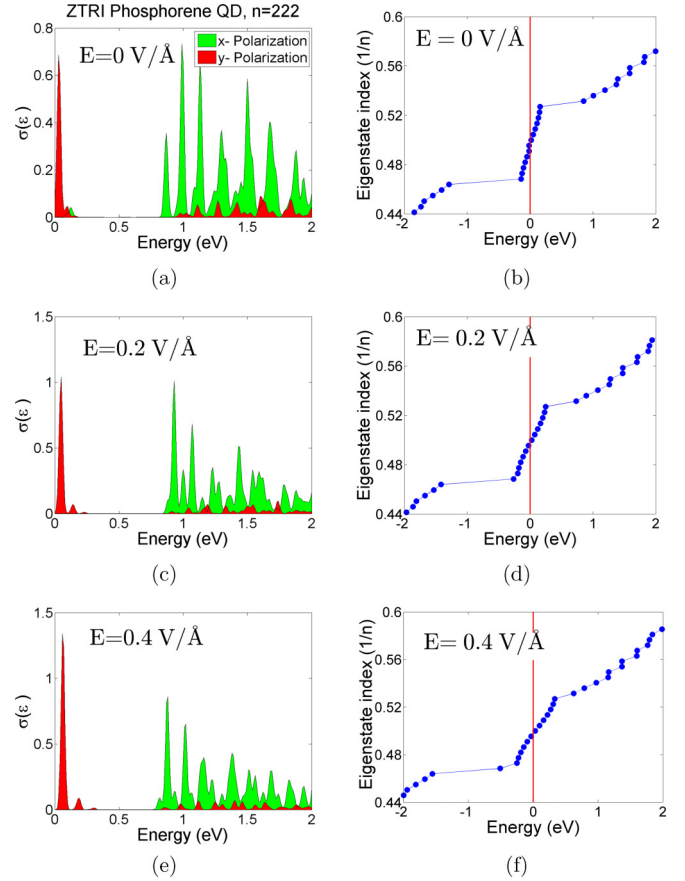 ZTRI Phosphorene QD, n=222
E=0 V/Å
x- Polarization
y- Polarization
σ(ε)
0.8
0.6
0.4
0.2
0
0
0.5
1
1.5
2
Energy (eV)
(a)
E = 0 V/Å
Eigenstate index (1/n)
0.6
0.56
0.52
0.48
0.44
-2
-1
0
1
2
Energy (eV)
(b)
E=0.2 V/Å
σ(ε)
1.5
1
0.5
0
0
0.5
1
1.5
2
Energy (eV)
(c)
E= 0.2 V/Å
Eigenstate index (1/n)
0.6
0.56
0.52
0.48
0.44
-2
-1
0
1
2
Energy (eV)
(d)
E=0.4 V/Å
σ(ε)
1.5
1
0.5
0
0
0.5
1
1.5
2
Energy (eV)
(e)
E= 0.4 V/Å
Eigenstate index (1/n)
0.6
0.56
0.52
0.48
0.44
-2
-1
0
1
2
Energy (eV)
(f)